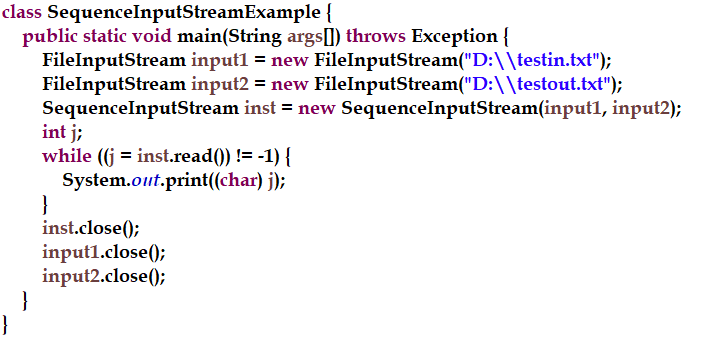 class SequenceInputStreamExample {
public static void main(String args[]) throws Exception {
FileInputStream input1 = new FileInputStream("D:\\testin.txt");
FileInputStream input2 = new FileInputStream("D:\\testout.txt");
SequenceInputStream inst = new SequenceInputStream(input1, input2);
int j;
while ((j = inst.read()) != -1) {
System.out.print((char) j);
}
inst.close();
input1.close();
input2.close();
}
}